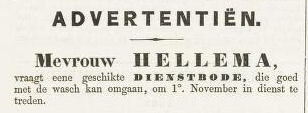 ADVERTENTIËN.
Mevrouw HELLEMA,
vraagt eene geschikte DIENSTBODE, die goed
met de wasch kan omgaan, om 1°. November in dienst te
treden.